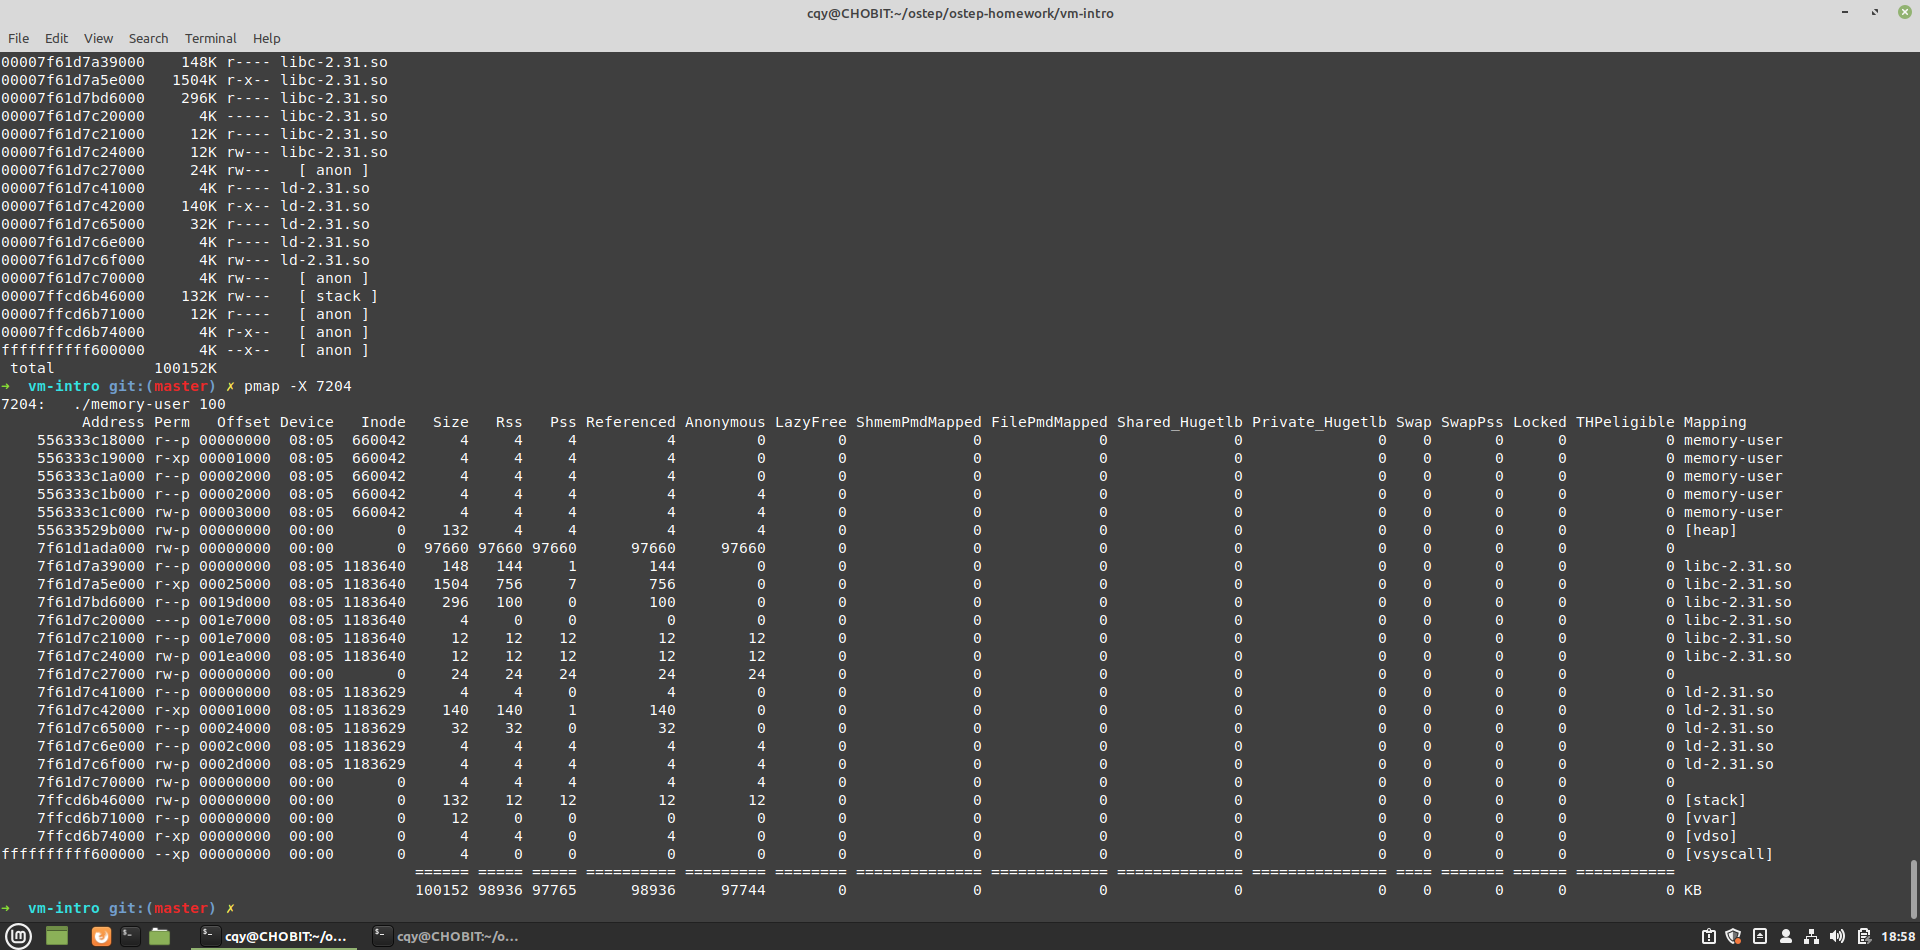 cqy@CHOBIT:~/ostep/ostep-homework/vm-intro
File Edit View Search Terminal Help
00007f61d7a39000    148K r---- libc-2.31.so
00007f61d7a5e000   1504K r-x-- libc-2.31.so
00007f61d7bd6000    296K r---- libc-2.31.so
00007f61d7c20000      4K ----- libc-2.31.so
00007f61d7c21000     12K r---- libc-2.31.so
00007f61d7c24000     12K rw--- libc-2.31.so
00007f61d7c27000     24K rw---   [ anon ]
00007f61d7c41000      4K r---- ld-2.31.so
00007f61d7c42000    140K r-x-- ld-2.31.so
00007f61d7c65000     32K r---- ld-2.31.so
00007f61d7c6e000      4K r---- ld-2.31.so
00007f61d7c6f000      4K rw--- ld-2.31.so
00007f61d7c70000      4K rw---   [ anon ]
00007ffcd6b46000    132K rw---   [ stack ]
00007ffcd6b71000     12K r----   [ anon ]
00007ffcd6b74000      4K r-x--   [ anon ]
ffffffffff600000      4K --x--   [ anon ]
 total           100152K
→ vm-intro git:(master) ✗ pmap -X 7204
7204:   ./memory-user 100
Address Perm Offset Device Inode Size Rss Pss Referenced Anonymous LazyFree ShmemPmdMapped FilePmdMapped Shared_Hugetlb Private_Hugetlb Swap SwapPss Locked THPeligible Mapping
556333c18000 r--p 00000000 08:05 660042 4 4 4 4 0 0 0 0 0 0 0 0 0 0 memory-user
556333c19000 r-xp 00001000 08:05 660042 4 4 4 4 0 0 0 0 0 0 0 0 0 0 memory-user
556333c1a000 r--p 00002000 08:05 660042 4 4 4 4 0 0 0 0 0 0 0 0 0 0 memory-user
556333c1b000 r--p 00002000 08:05 660042 4 4 4 4 4 0 0 0 0 0 0 0 0 0 memory-user
556333c1c000 rw-p 00003000 08:05 660042 4 4 4 4 4 0 0 0 0 0 0 0 0 0 memory-user
55633529b000 rw-p 00000000 00:00 0 132 4 4 4 4 0 0 0 0 0 0 0 0 0 [heap]
7f61d1ada000 rw-p 00000000 00:00 0 97660 97660 97660 97660 97660 0 0 0 0 0 0 0 0 0
7f61d7a39000 r--p 00000000 08:05 1183640 148 144 1 144 0 0 0 0 0 0 0 0 0 0 libc-2.31.so
7f61d7a5e000 r-xp 00025000 08:05 1183640 1504 756 7 756 0 0 0 0 0 0 0 0 0 0 libc-2.31.so
7f61d7bd6000 r--p 0019d000 08:05 1183640 296 100 0 100 0 0 0 0 0 0 0 0 0 0 libc-2.31.so
7f61d7c20000 ---p 001e7000 08:05 1183640 4 0 0 0 0 0 0 0 0 0 0 0 0 0 libc-2.31.so
7f61d7c21000 r--p 001e7000 08:05 1183640 12 12 12 12 12 0 0 0 0 0 0 0 0 0 libc-2.31.so
7f61d7c24000 rw-p 001ea000 08:05 1183640 12 12 12 12 12 0 0 0 0 0 0 0 0 0 libc-2.31.so
7f61d7c27000 rw-p 00000000 00:00 0 24 24 24 24 24 0 0 0 0 0 0 0 0 0
7f61d7c41000 r--p 00000000 08:05 1183629 4 4 0 4 0 0 0 0 0 0 0 0 0 0 ld-2.31.so
7f61d7c42000 r-xp 00001000 08:05 1183629 140 140 1 140 0 0 0 0 0 0 0 0 0 0 ld-2.31.so
7f61d7c65000 r--p 00024000 08:05 1183629 32 32 0 32 0 0 0 0 0 0 0 0 0 0 ld-2.31.so
7f61d7c6e000 r--p 0002c000 08:05 1183629 4 4 4 4 4 0 0 0 0 0 0 0 0 0 ld-2.31.so
7f61d7c6f000 rw-p 0002d000 08:05 1183629 4 4 4 4 4 0 0 0 0 0 0 0 0 0 ld-2.31.so
7f61d7c70000 rw-p 00000000 00:00 0 4 4 4 4 4 0 0 0 0 0 0 0 0 0
7ffcd6b46000 rw-p 00000000 00:00 0 132 12 12 12 12 0 0 0 0 0 0 0 0 0 [stack]
7ffcd6b71000 r--p 00000000 00:00 0 12 0 0 0 0 0 0 0 0 0 0 0 0 0 [vvar]
7ffcd6b74000 r-xp 00000000 00:00 0 4 4 0 4 0 0 0 0 0 0 0 0 0 0 [vdso]
ffffffffff600000 --xp 00000000 00:00 0 4 0 0 0 0 0 0 0 0 0 0 0 0 0 [vsyscall]
====== ===== ===== ========== ========= ======== ============== ============= ============== =============== ==== ======= ====== ===========
100152 98936 97765 98936 97744 0 0 0 0 0 0 0 0 0 KB
→ vm-intro git:(master) ✗
cqy@CHOBIT:~/o... cqy@CHOBIT:~/o... 18:58